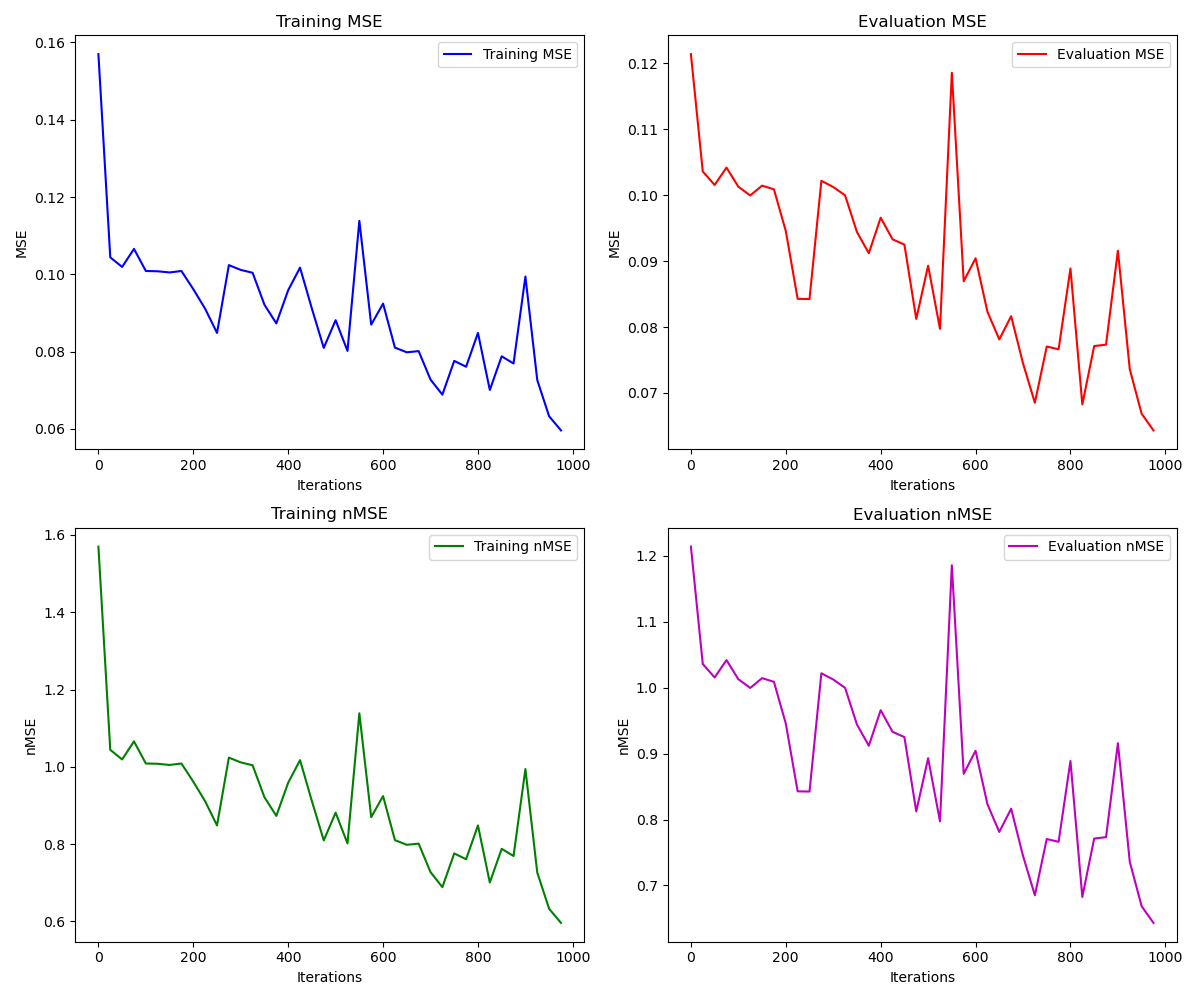 Training MSE
Training MSE
MSE
0.16
0.14
0.12
0.10
0.08
0.06
0 200 400 600 800 1000
Iterations
Evaluation MSE
Evaluation MSE
MSE
0.12
0.11
0.10
0.09
0.08
0.07
0 200 400 600 800 1000
Iterations
Training nMSE
Training nMSE
nMSE
1.6
1.4
1.2
1.0
0.8
0.6
0 200 400 600 800 1000
Iterations
Evaluation nMSE
Evaluation nMSE
nMSE
1.2
1.1
1.0
0.9
0.8
0.7
0 200 400 600 800 1000
Iterations